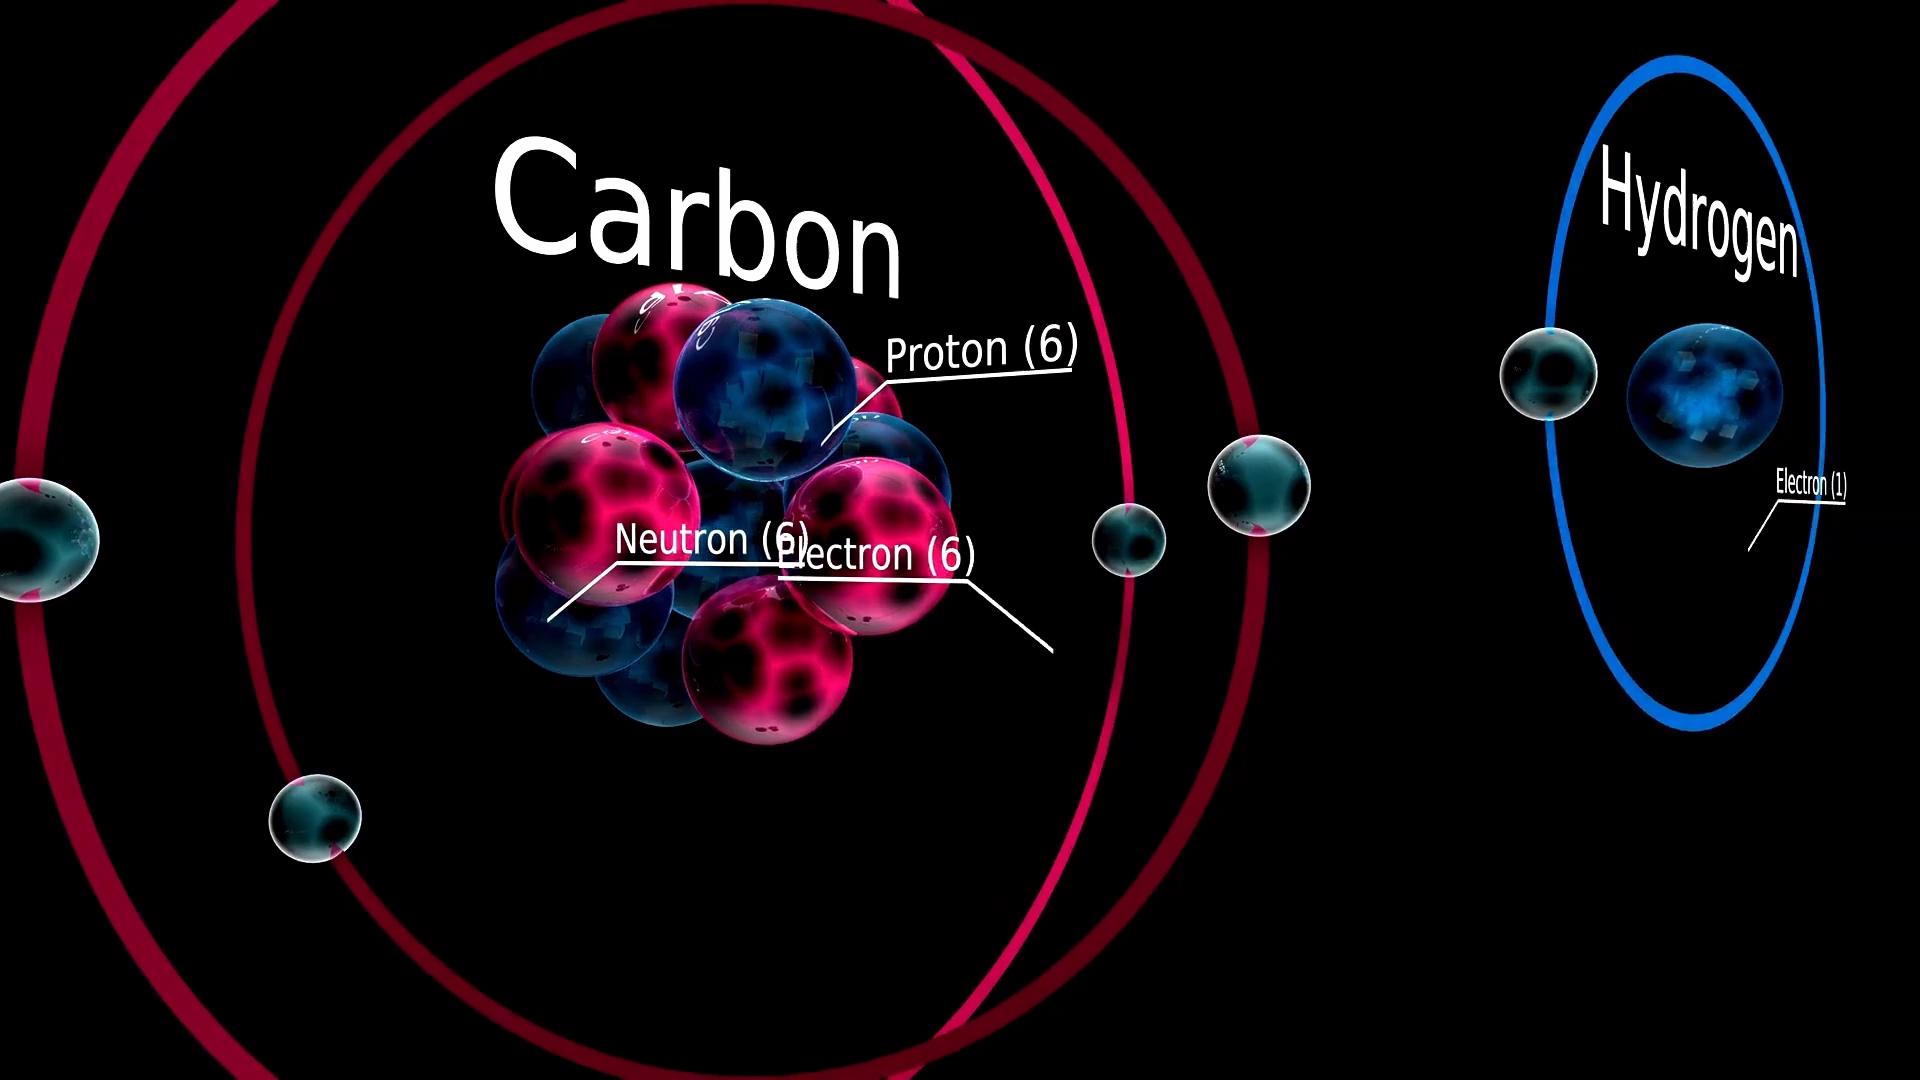 Carbon
Proton (6)
Neutron (6)
Electron (6)
Hydrogen
Electron (1)